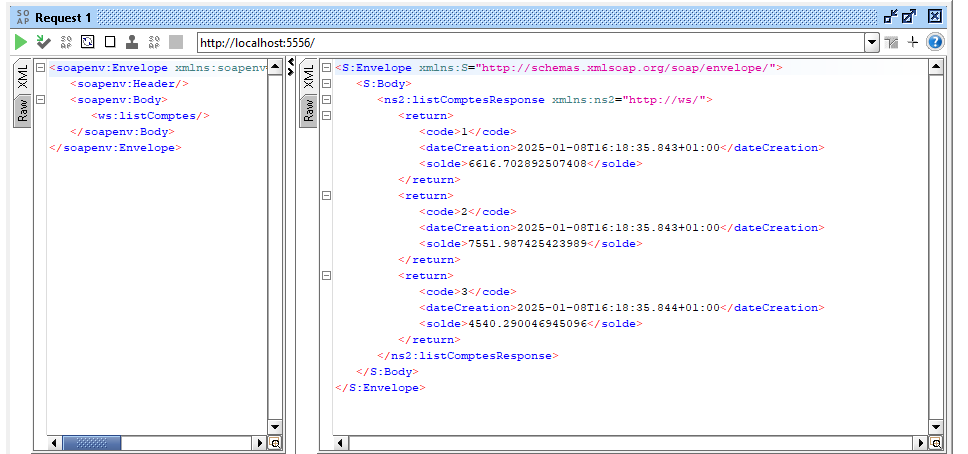 SO
AP
Request 1
SO
AP
SO
AP
http://localhost:5556/
XML
Raw
<soapenv:Envelope xmlns:soapenv
<soapenv:Header/>
<soapenv:Body>
<ws:listComptes/>
</soapenv:Body>
</soapenv:Envelope>
XML
Raw
<S:Envelope xmlns:S="http://schemas.xmlsoap.org/soap/envelope/">
<S:Body>
<ns2:listComptesResponse xmlns:ns2="http://ws/">
<return>
<code>1</code>
<dateCreation>2025-01-08T16:18:35.843+01:00</dateCreation>
<solde>6616.702892507408</solde>
</return>
<return>
<code>2</code>
<dateCreation>2025-01-08T16:18:35.843+01:00</dateCreation>
<solde>7551.987425423989</solde>
</return>
<return>
<code>3</code>
<dateCreation>2025-01-08T16:18:35.844+01:00</dateCreation>
<solde>4540.290046945096</solde>
</return>
</ns2:listComptesResponse>
</S:Body>
</S:Envelope>